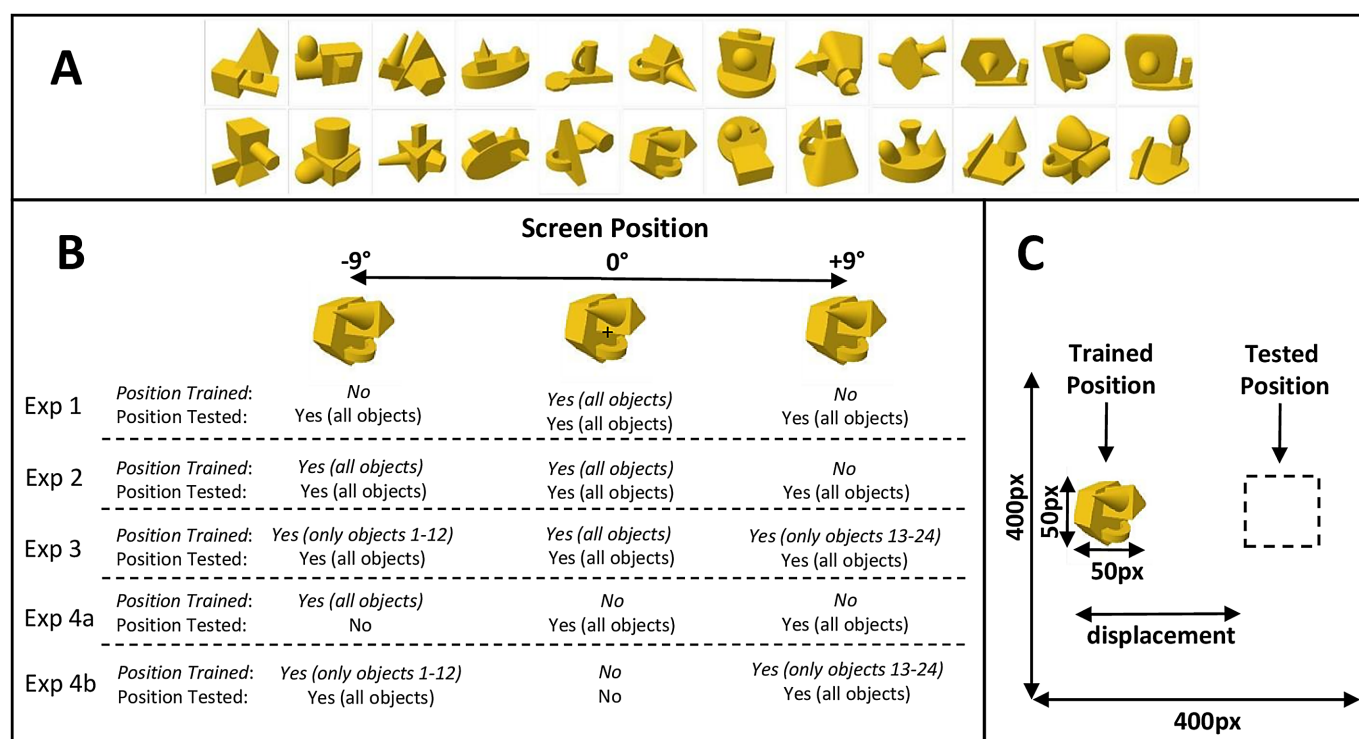 A
B
Screen Position
-9°
0°
+9°
Exp 1
Position Trained: No Yes (all objects) No
Position Tested: Yes (all objects) Yes (all objects) Yes (all objects)
Exp 2
Position Trained: Yes (all objects) Yes (all objects) No
Position Tested: Yes (all objects) Yes (all objects) Yes (all objects)
Exp 3
Position Trained: Yes (only objects 1-12) Yes (all objects) Yes (only objects 13-24)
Position Tested: Yes (all objects) Yes (all objects) Yes (all objects)
Exp 4a
Position Trained: Yes (all objects) No No
Position Tested: No Yes (all objects) Yes (all objects)
Exp 4b
Position Trained: Yes (only objects 1-12) No Yes (only objects 13-24)
Position Tested: Yes (all objects) No Yes (all objects)
C
Trained
Position
Tested
Position
400px
50px
50px
displacement
400px